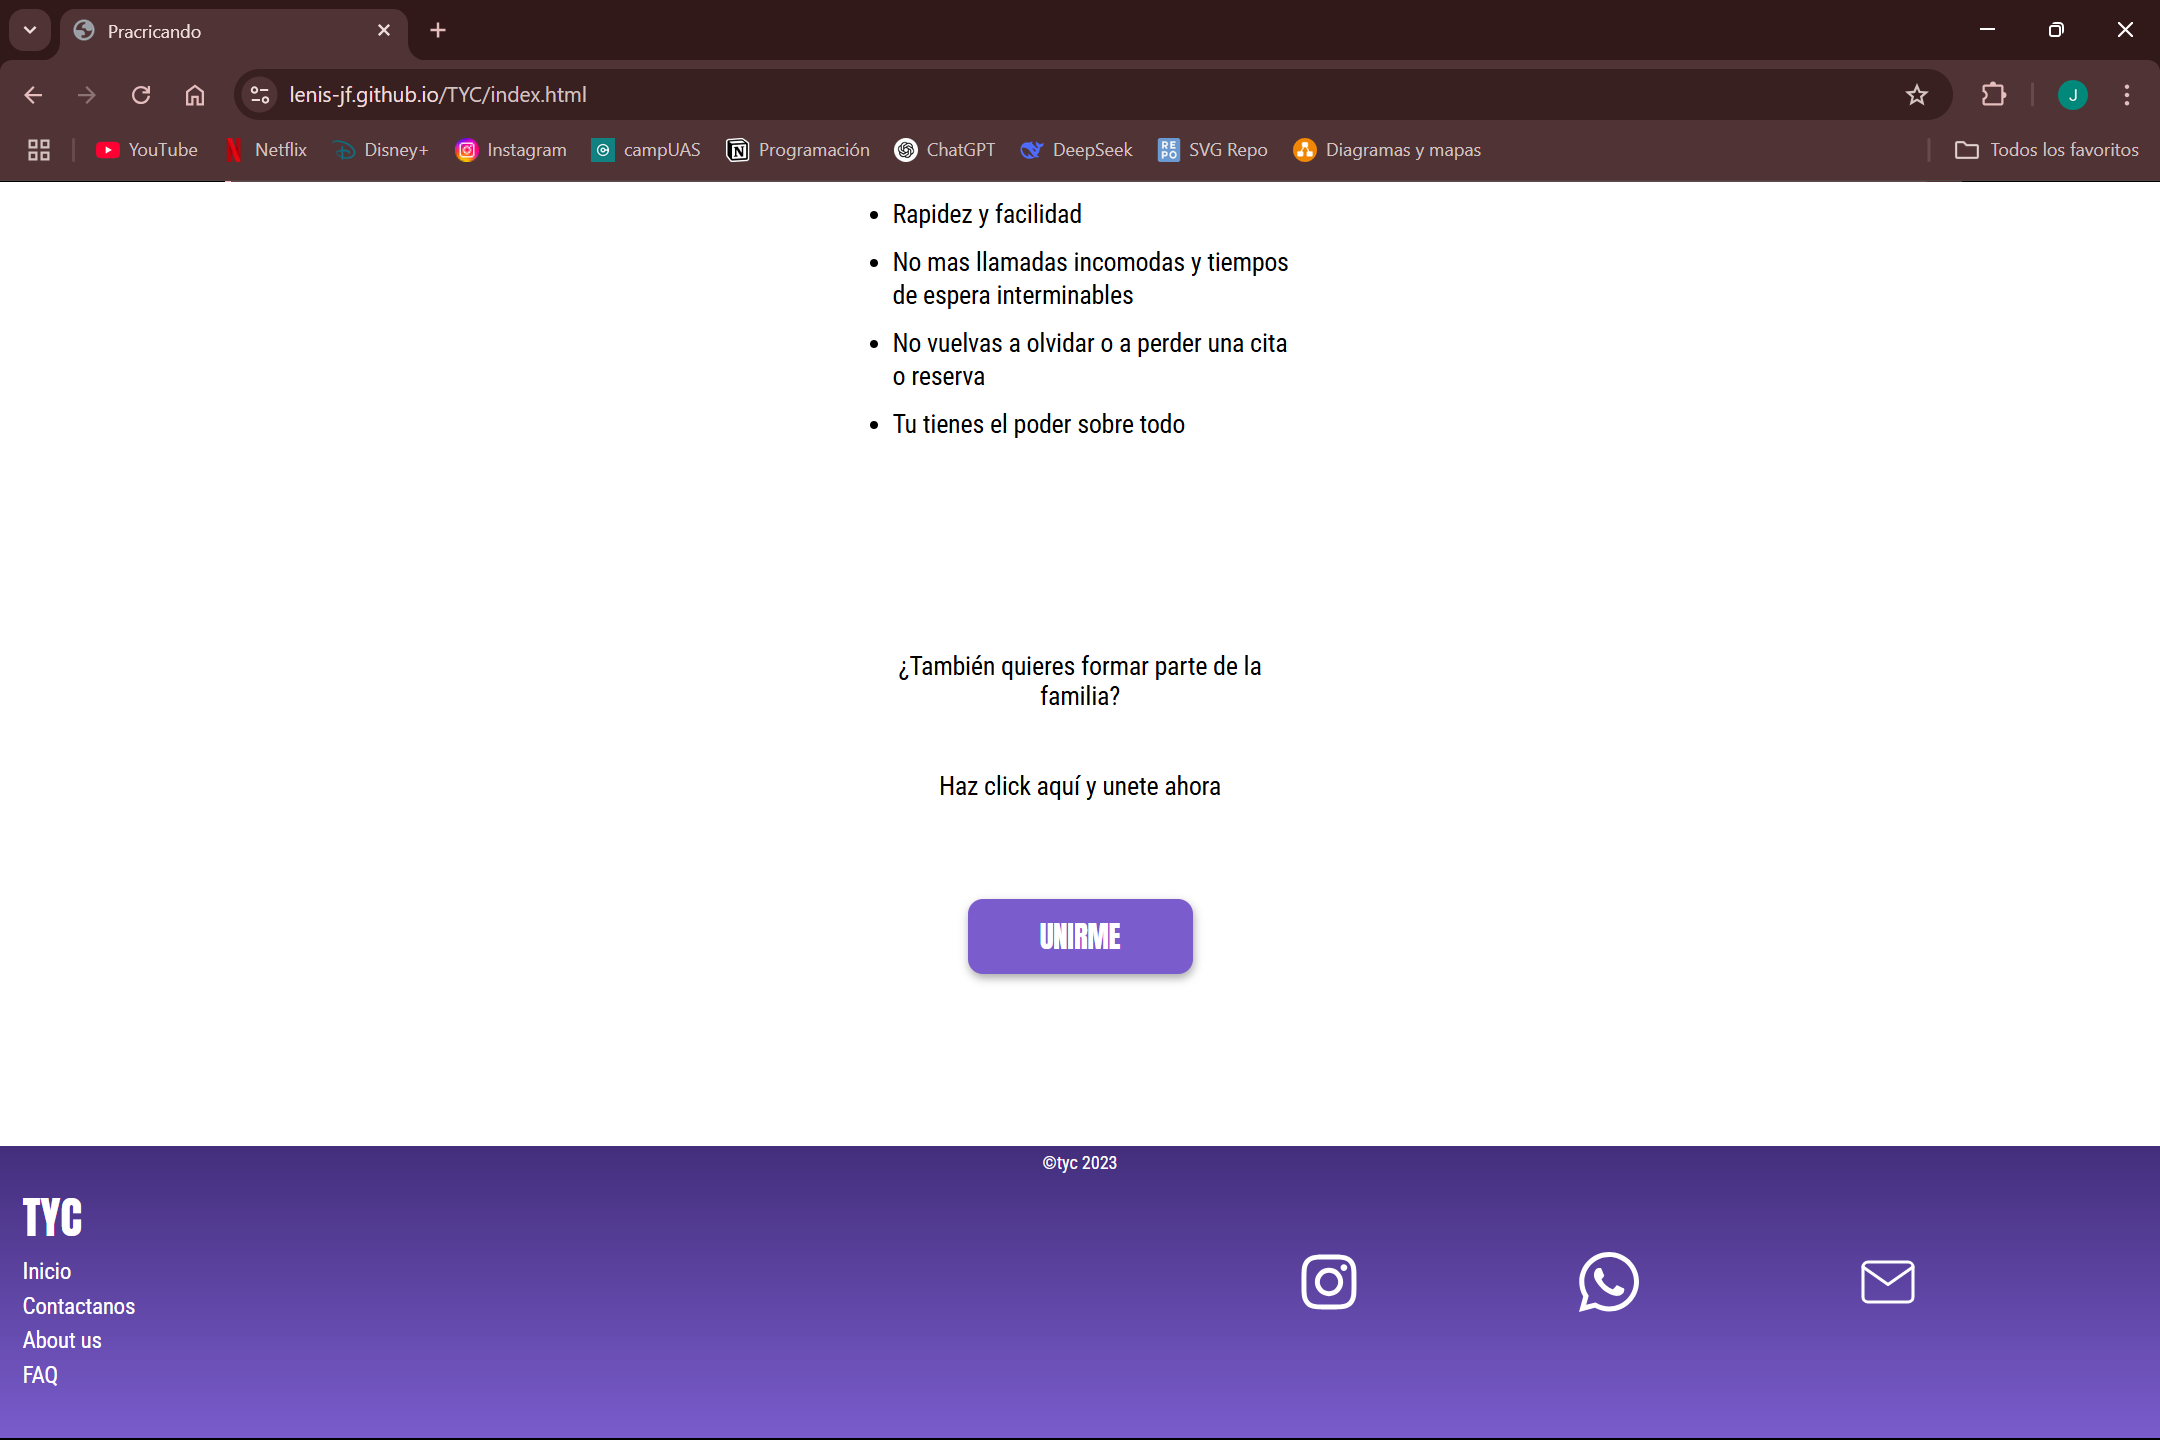 Pracricando
lenis-jf.github.io/TYC/index.html
J
YouTube Netflix Disney+ Instagram campUAS Programación ChatGPT DeepSeek SVG Repo Diagramas y mapas Todos los favoritos
Rapidez y facilidad
No mas llamadas incomodas y tiempos
de espera interminables
No vuelvas a olvidar o a perder una cita
o reserva
Tu tienes el poder sobre todo
¿También quieres formar parte de la
familia?
Haz click aquí y unete ahora
UNIRME
©tyc 2023
TYC
Inicio
Contactanos
About us
FAQ